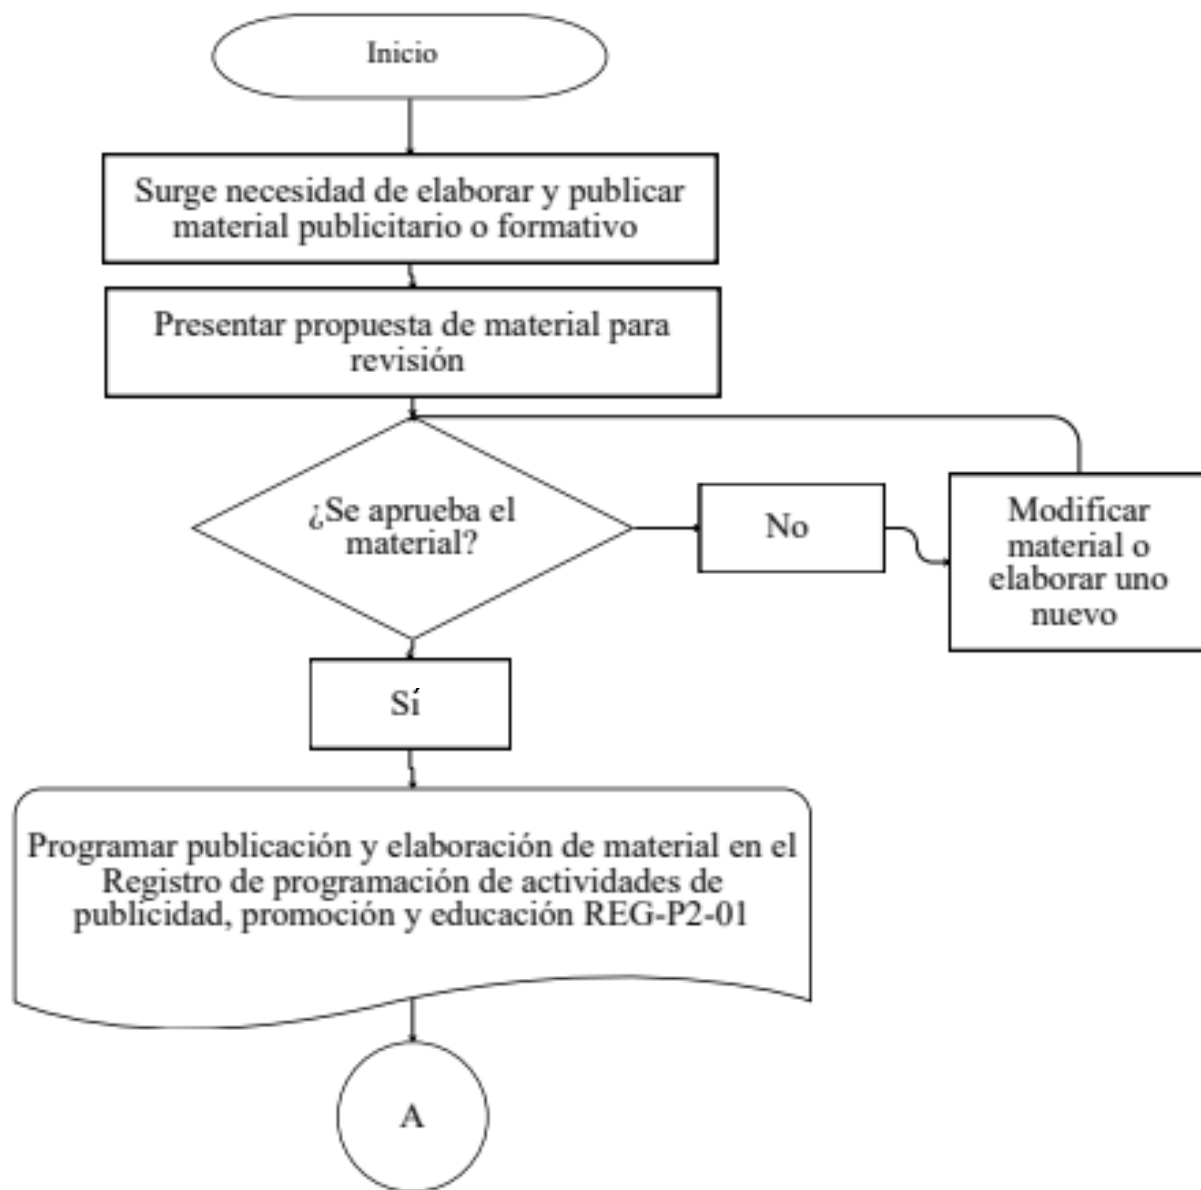 Inicio
Surge necesidad de elaborar y publicar
material publicitario o formativo
Presentar propuesta de material para
revisión
¿Se aprueba el
material?
No
Modificar
material o
elaborar uno
nuevo
Sí
Programar publicación y elaboración de material en el
Registro de programación de actividades de
publicidad, promoción y educación REG-P2-01
A